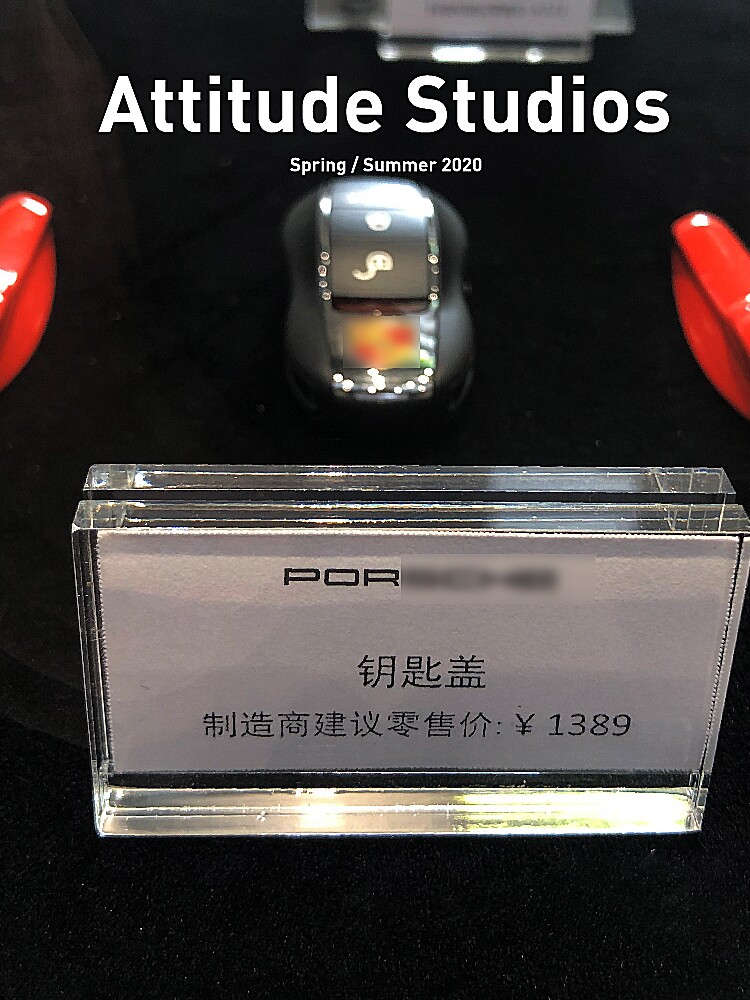 Attitude Studios
Spring / Summer 2020
POR
钥匙盖
制造商建议零售价: ¥ 1389